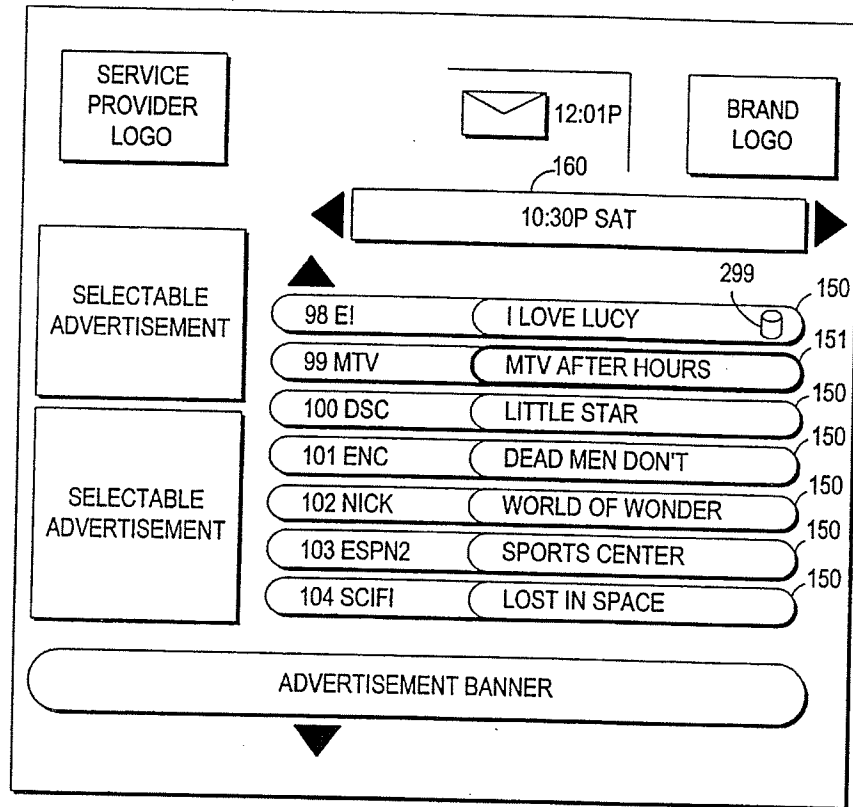 SERVICE
PROVIDER
LOGO
12:01P
BRAND
LOGO
160
10:30P SAT
SELECTABLE
ADVERTISEMENT
299
98 E! I LOVE LUCY 150
99 MTV MTV AFTER HOURS 151
100 DSC LITTLE STAR 150
101 ENC DEAD MEN DON'T 150
102 NICK WORLD OF WONDER 150
103 ESPN2 SPORTS CENTER 150
104 SCIFI LOST IN SPACE 150
SELECTABLE
ADVERTISEMENT
ADVERTISEMENT BANNER